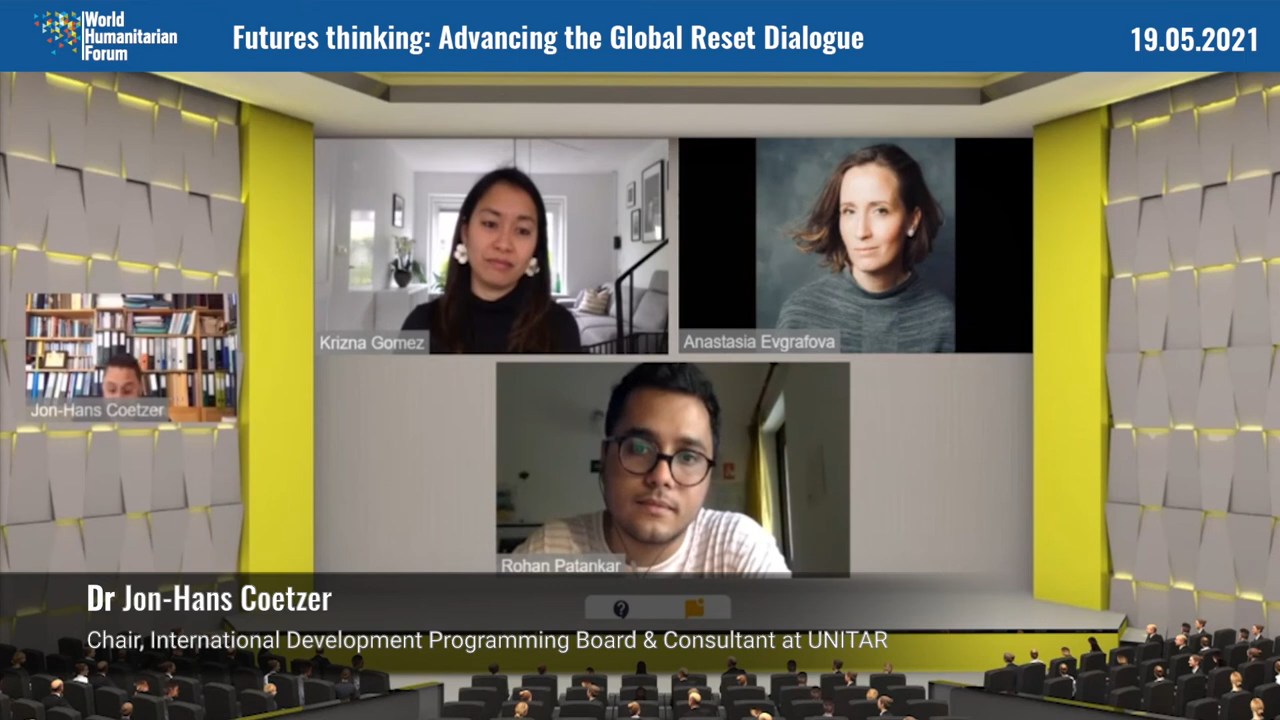 World
Humanitarian
Forum
Futures thinking: Advancing the Global Reset Dialogue
19.05.2021
Krizna Gomez
Anastasia Evgrafova
Jon-Hans Coetzer
Rohan Patankar
?
Dr Jon-Hans Coetzer
Chair, International Development Programming Board & Consultant at UNITAR